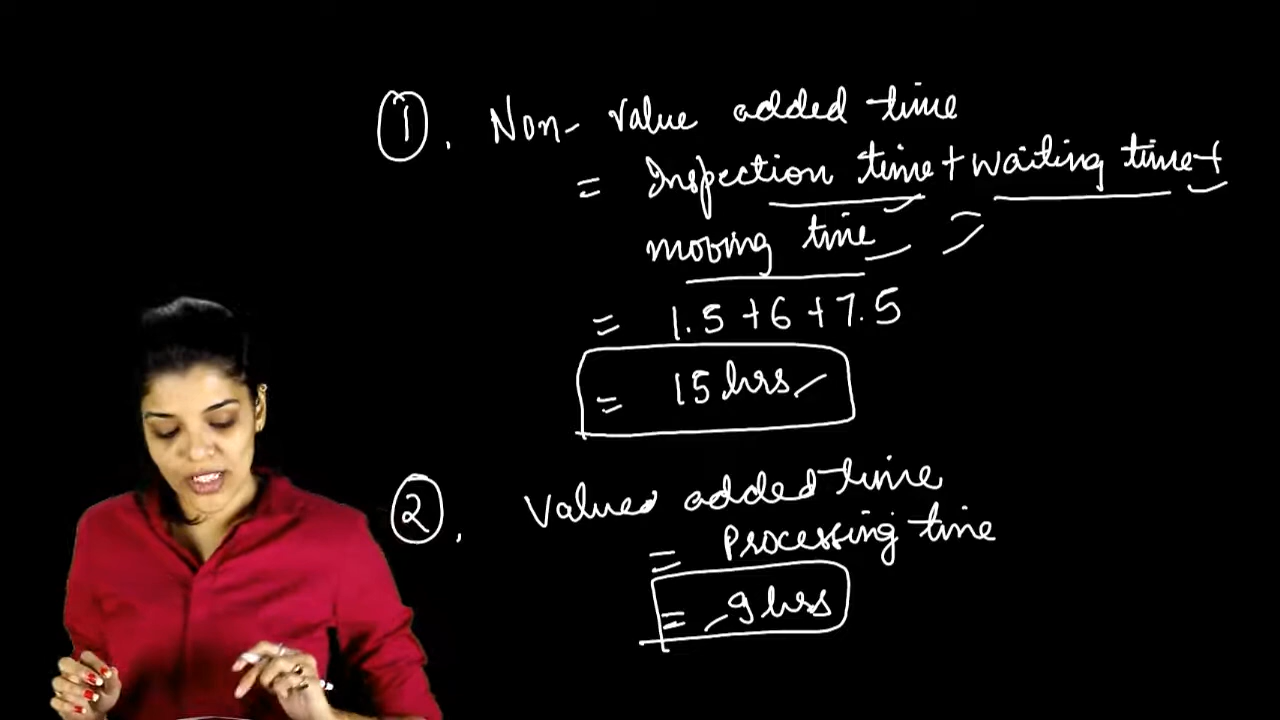 1. Non-value added time
= Inspection time + waiting time +
moving time
= 1.5 + 6 + 7.5
= 15 hrs
2. Values added time
= Processing time
= 9 hrs